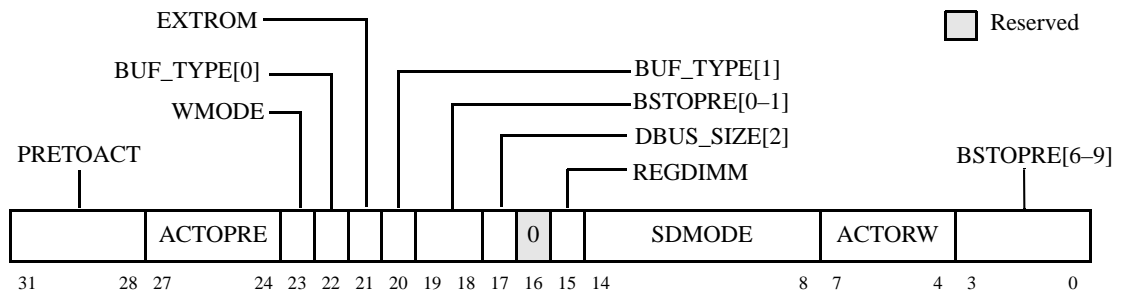 EXTROM
Reserved
BUF_TYPE[0]
BUF_TYPE[1]
WMODE
BSTOPRE[0–1]
DBUS_SIZE[2]
PRETOACT
REGDIMM
BSTOPRE[6–9]
ACTOPRE 0 SDMODE ACTORW
31 28 27 24 23 22 21 20 19 18 17 16 15 14 8 7 4 3 0